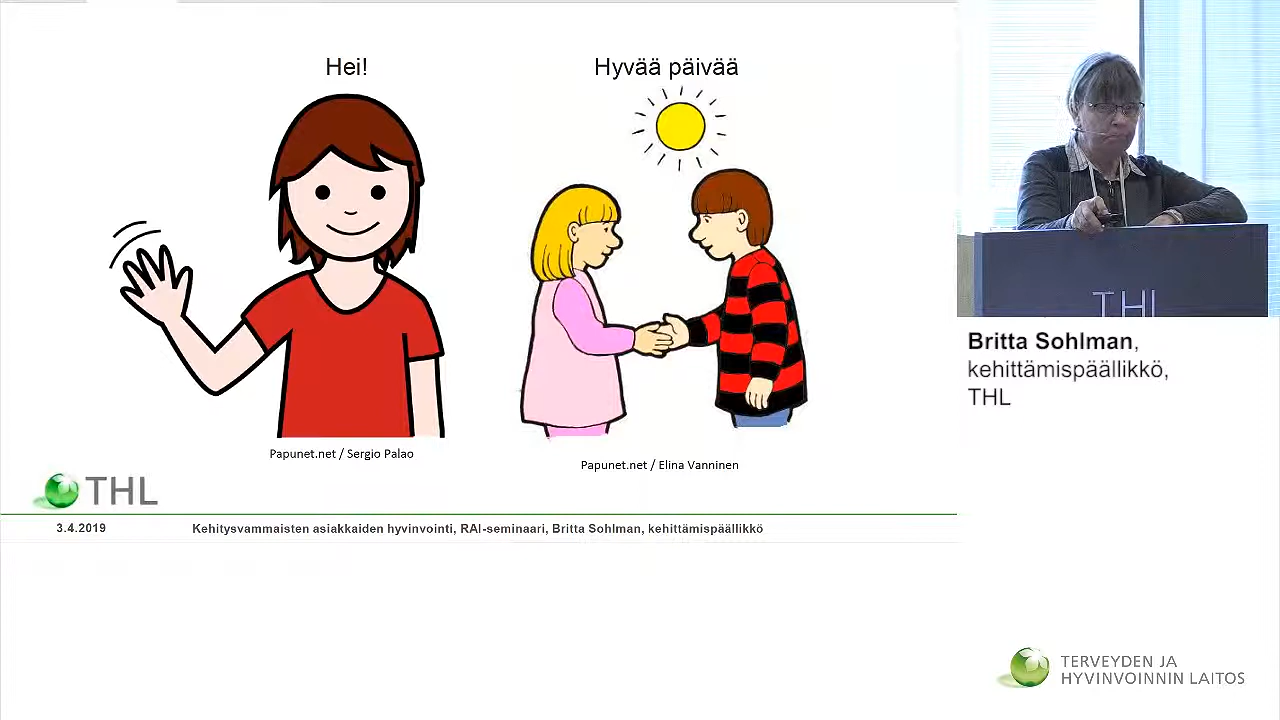 Hei!
Hyvää päivää
Papunet.net / Sergio Palao
Papunet.net / Elina Vanninen
THL
3.4.2019
Kehitysvammaisten asiakkaiden hyvinvointi, RAI-seminaari, Britta Sohlman, kehittämispäällikkö
THL
Britta Sohlman,
kehittämispäällikkö,
THL
TERVEYDEN JA
HYVINVOINNIN LAITOS